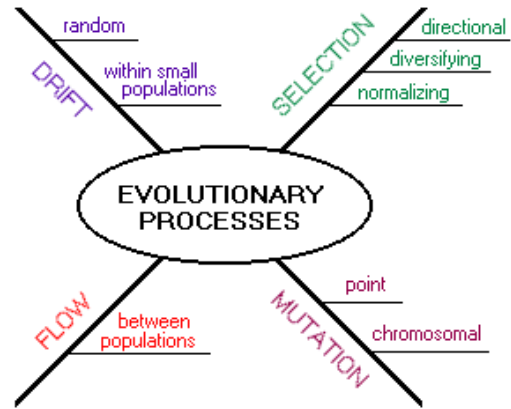 DRIFT
random
within small
populations
SELECTION
directional
diversifying
normalizing
EVOLUTIONARY
PROCESSES
FLOW
between
populations
MUTATION
point
chromosomal